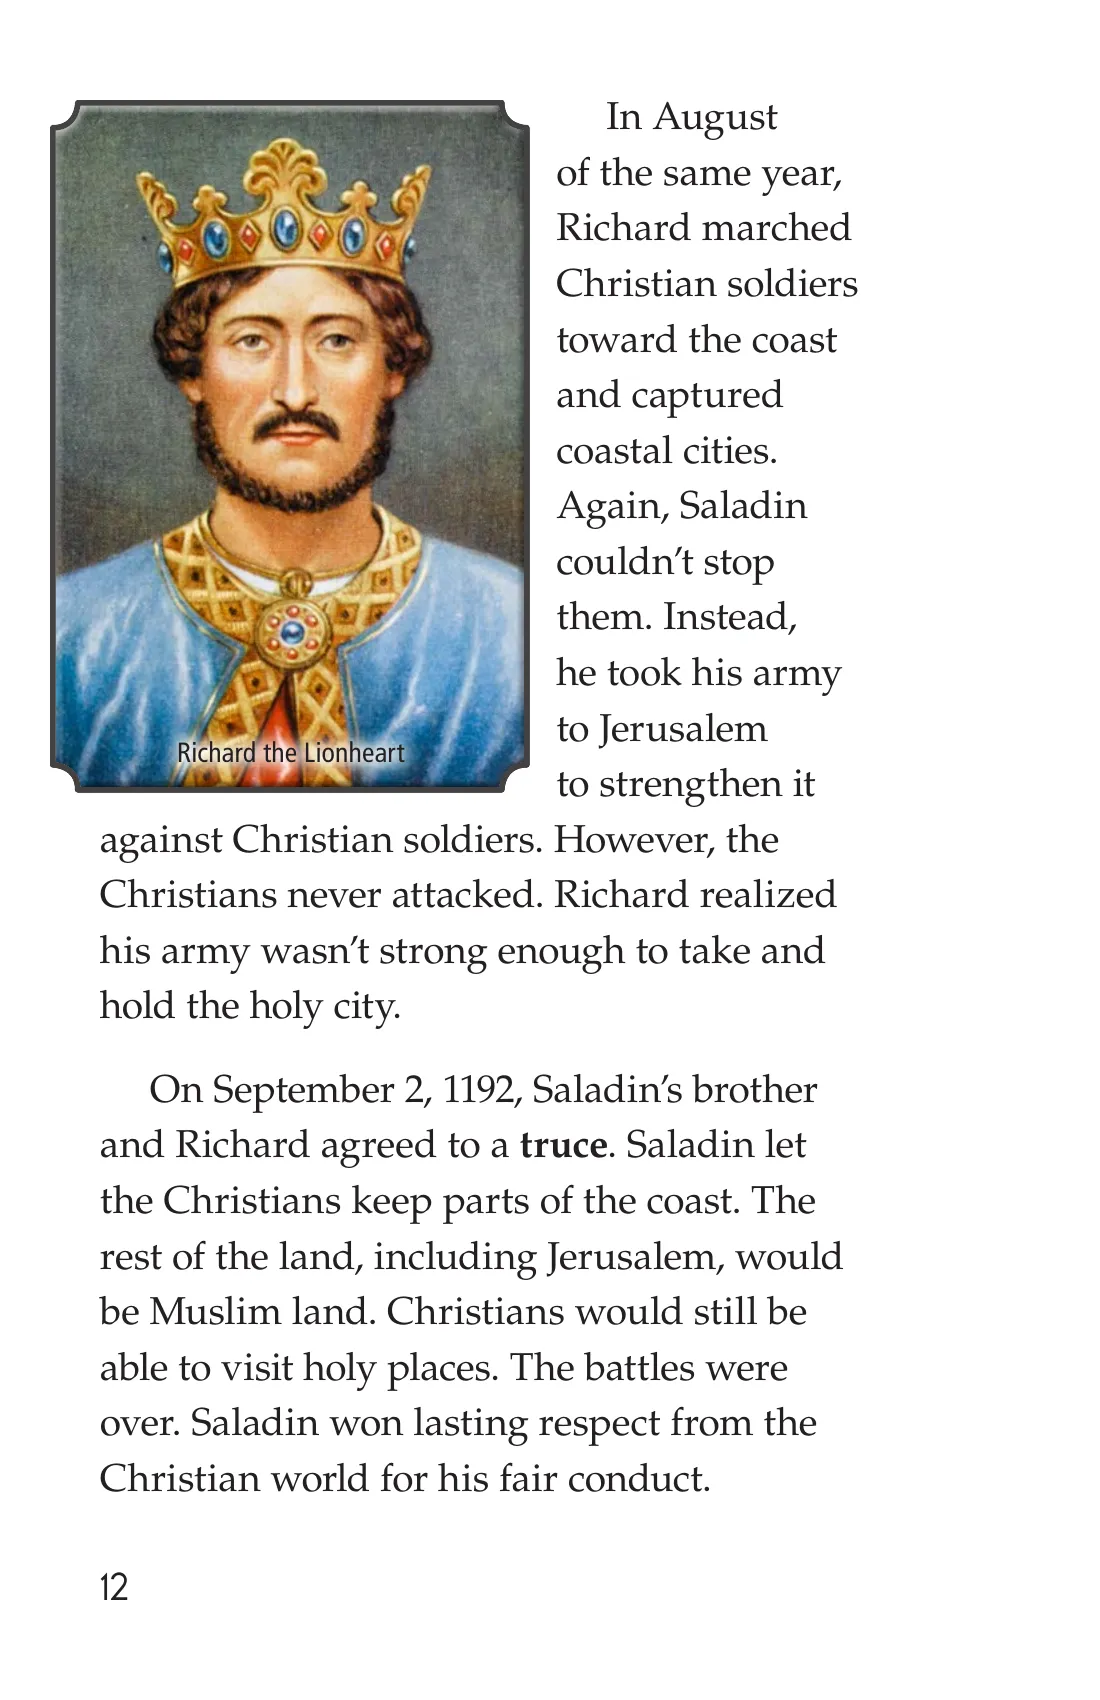 In August
of the same year,
Richard marched
Christian soldiers
toward the coast
and captured
coastal cities.
Again, Saladin
couldn’t stop
them. Instead,
he took his army
to Jerusalem
to strengthen it
Richard the Lionheart
against Christian soldiers. However, the
Christians never attacked. Richard realized
his army wasn’t strong enough to take and
hold the holy city.
On September 2, 1192, Saladin’s brother
and Richard agreed to a truce. Saladin let
the Christians keep parts of the coast. The
rest of the land, including Jerusalem, would
be Muslim land. Christians would still be
able to visit holy places. The battles were
over. Saladin won lasting respect from the
Christian world for his fair conduct.
12